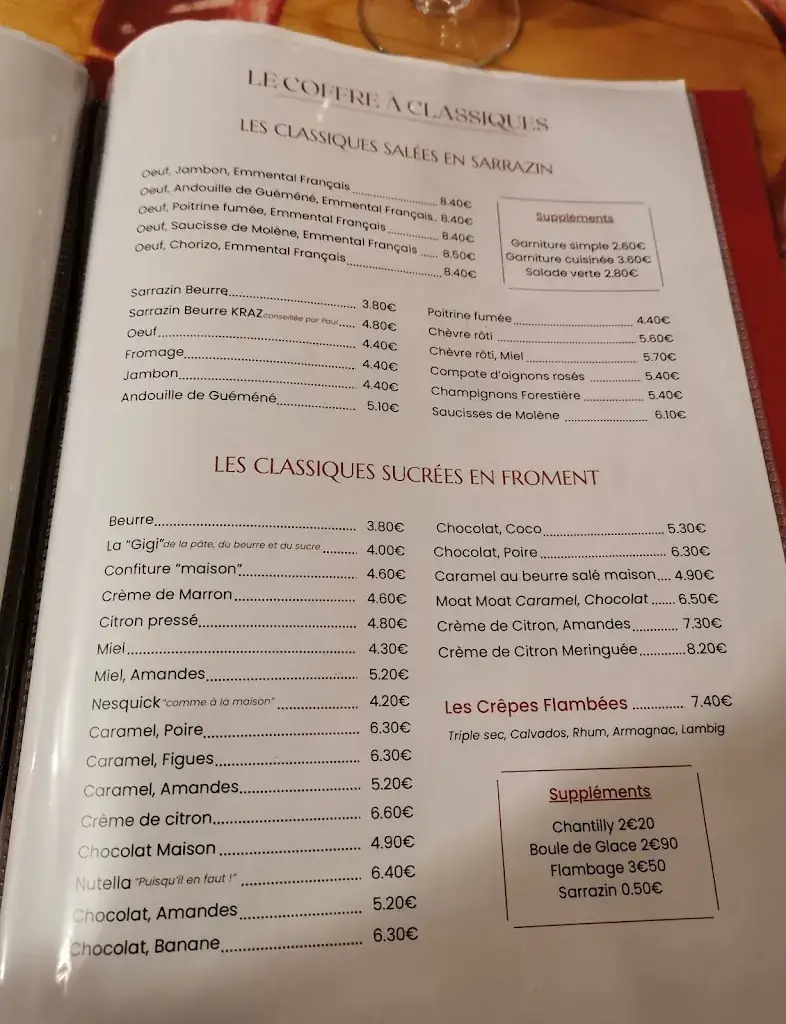 LE COFFRE À CLASSIQUES
LES CLASSIQUES SALÉES EN SARRAZIN
Oeuf, Jambon, Emmental Français 8.40€
Oeuf, Andouille de Guéméné, Emmental Français 8.40€
Oeuf, Poitrine fumée, Emmental Français 8.40€
Oeuf, Saucisse de Molène, Emmental Français 8.50€
Oeuf, Chorizo, Emmental Français 8.40€
Suppléments
Garniture simple 2.60€
Garniture cuisinée 3.60€
Salade verte 2.80€
Sarrazin Beurre 3.80€
Sarrazin Beurre KRAZ conseillée par Paul 4.80€
Oeuf 4.40€
Fromage 4.40€
Jambon 4.40€
Andouille de Guéméné 5.10€
Poitrine fumée 4.40€
Chèvre rôti 5.60€
Chèvre rôti, Miel 5.70€
Compote d'oignons rosés 5.40€
Champignons Forestière 5.40€
Saucisses de Molène 6.10€
LES CLASSIQUES SUCRÉES EN FROMENT
Beurre 3.80€
La "Gigi" de la pâte, du beurre et du sucre 4.00€
Confiture "maison" 4.60€
Crème de Marron 4.60€
Citron pressé 4.80€
Miel 4.30€
Miel, Amandes 5.20€
Nesquick "comme à la maison" 4.20€
Caramel, Poire 6.30€
Caramel, Figues 6.30€
Caramel, Amandes 5.20€
Crème de citron 6.60€
Chocolat Maison 4.90€
Nutella "Puisqu'il en faut !" 6.40€
Chocolat, Amandes 5.20€
Chocolat, Banane 6.30€
Chocolat, Coco 5.30€
Chocolat, Poire 6.30€
Caramel au beurre salé maison 4.90€
Moat Moat Caramel, Chocolat 6.50€
Crème de Citron, Amandes 7.30€
Crème de Citron Meringuée 8.20€
Les Crêpes Flambées 7.40€
Triple sec, Calvados, Rhum, Armagnac, Lambig
Suppléments
Chantilly 2€20
Boule de Glace 2€90
Flambage 3€50
Sarrazin 0.50€